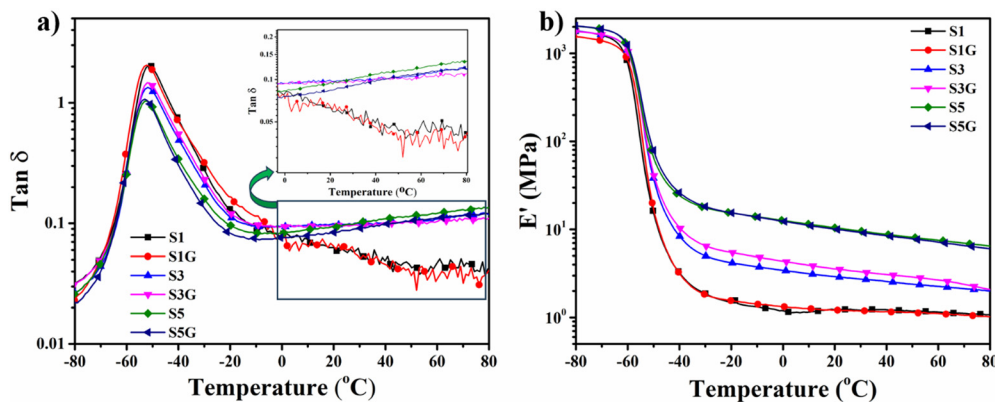 a)
Tan δ
10
1
0.1
0.01
-80 -60 -40 -20 0 20 40 60 80
Temperature (°C)
S1
S1G
S3
S3G
S5
S5G
Tan δ
0.2
0.15
0.1
0.05
0 20 40 60 80
Temperature (°C)
b)
E' (MPa)
10³
10²
10¹
10⁰
-80 -60 -40 -20 0 20 40 60 80
Temperature (°C)
S1
S1G
S3
S3G
S5
S5G